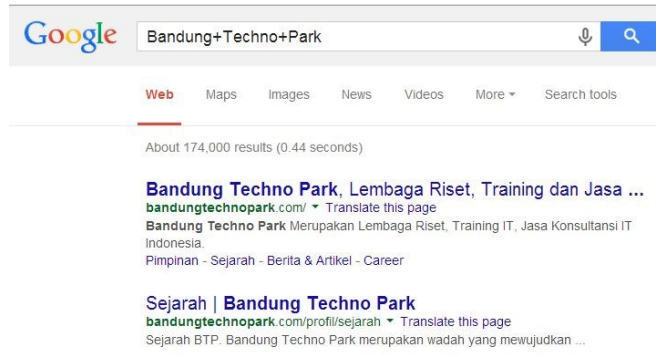 Google Bandung+Techno+Park
Web Maps Images News Videos More Search tools
About 174,000 results (0.44 seconds)
Bandung Techno Park, Lembaga Riset, Training dan Jasa ...
bandungtechnopark.com/ Translate this page
Bandung Techno Park Merupakan Lembaga Riset, Training IT, Jasa Konsultansi IT
Indonesia.
Pimpinan - Sejarah - Berita & Artikel - Career
Sejarah | Bandung Techno Park
bandungtechnopark.com/profil/sejarah Translate this page
Sejarah BTP. Bandung Techno Park merupakan wadah yang mewujudkan ...